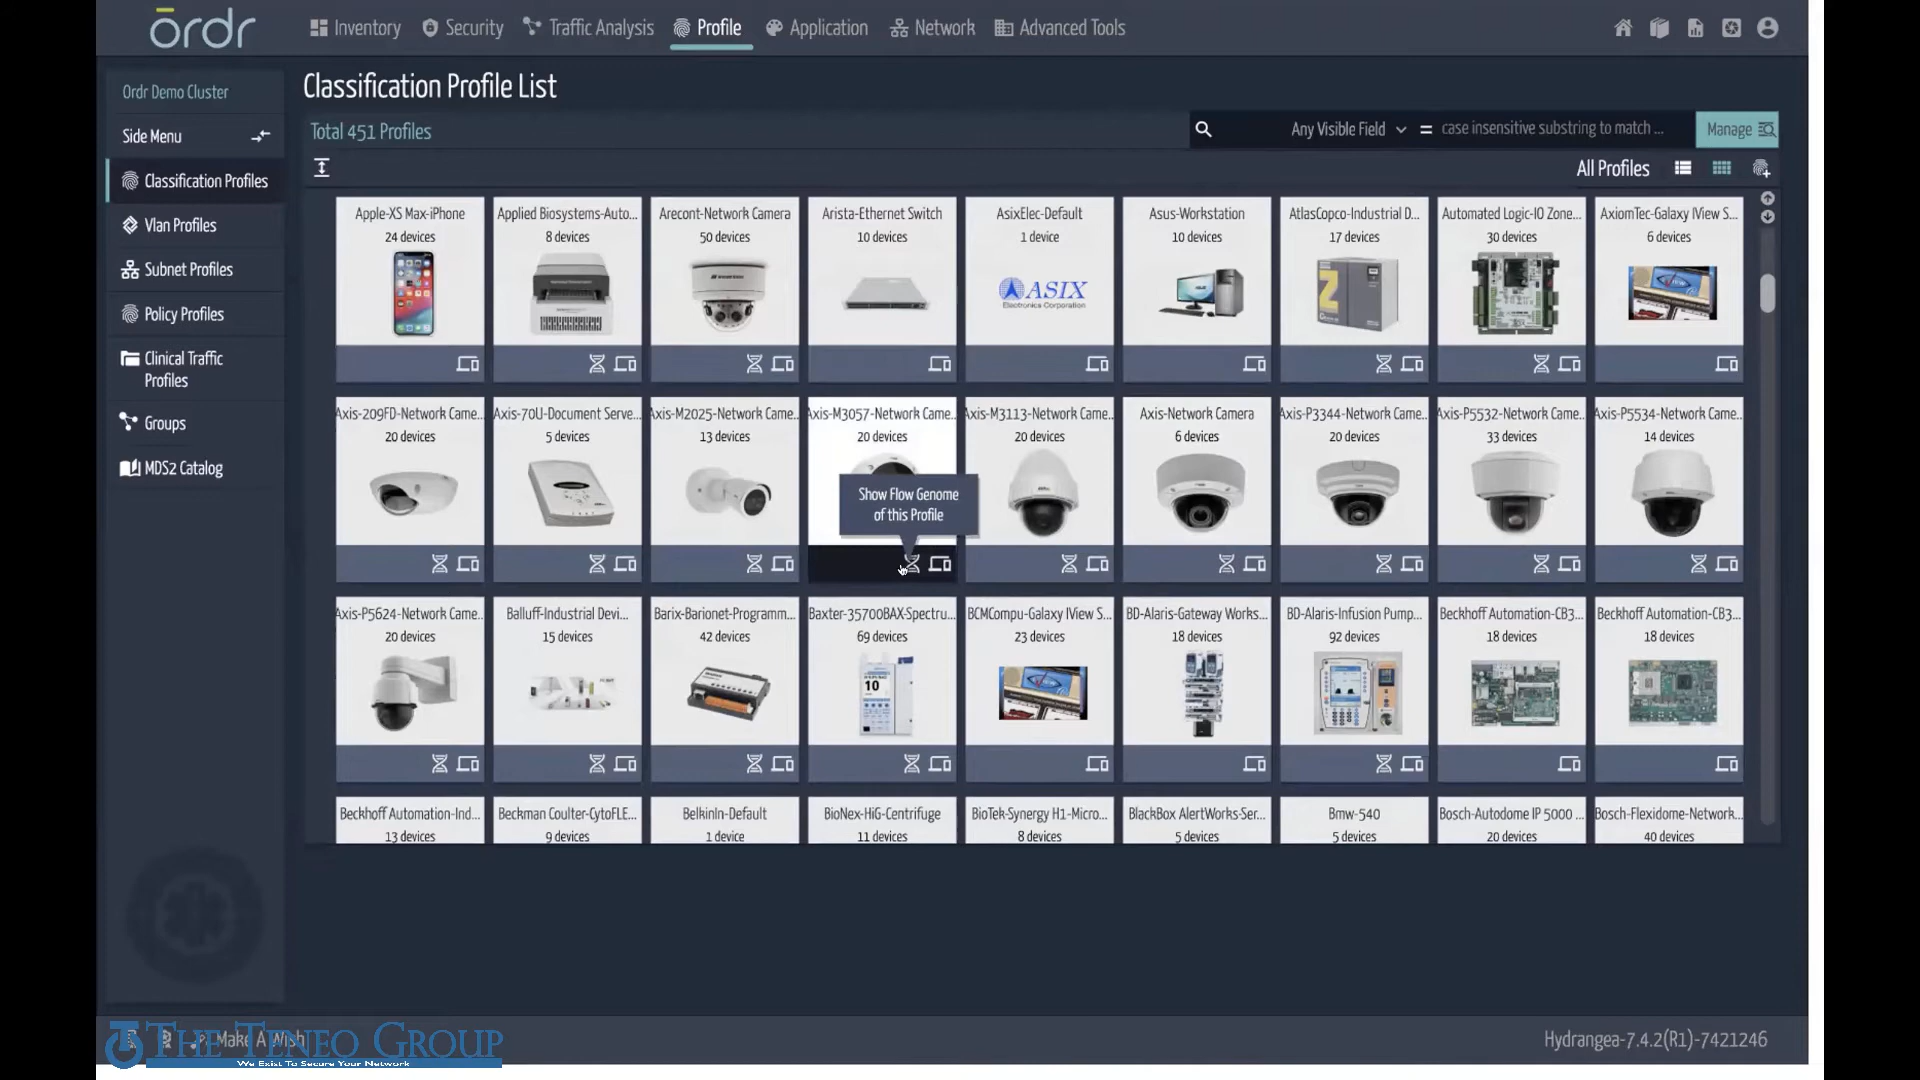 ordr
Inventory
Security
Traffic Analysis
Profile
Application
Network
Advanced Tools
Ordr Demo Cluster
Side Menu
Classification Profiles
Vlan Profiles
Subnet Profiles
Policy Profiles
Clinical Traffic
Profiles
Groups
MDS2 Catalog
Classification Profile List
Total 451 Profiles
Any Visible Field
=
case insensitive substring to match ...
Manage
All Profiles
Apple-XS Max-iPhone
24 devices
Applied Biosystems-Auto...
8 devices
Arecont-Network Camera
50 devices
Arista-Ethernet Switch
10 devices
AsixElec-Default
1 device
ASIX
Electronics Corporation
Asus-Workstation
10 devices
AtlasCopco-Industrial D...
17 devices
Automated Logic-IO Zone...
30 devices
AxiomTec-Galaxy IView S...
6 devices
Axis-209FD-Network Came...
20 devices
Axis-70U-Document Serve...
5 devices
Axis-M2025-Network Came...
13 devices
Axis-M3057-Network Came...
20 devices
Show Flow Genome
of this Profile
Axis-M3113-Network Came...
20 devices
Axis-Network Camera
6 devices
Axis-P3344-Network Came...
20 devices
Axis-P5532-Network Came...
33 devices
Axis-P5534-Network Came...
14 devices
Axis-P5624-Network Came...
20 devices
Balluff-Industrial Devi...
15 devices
Barix-Barionet-Programm...
42 devices
Baxter-35700BAX-Spectru...
69 devices
10
BCMCompu-Galaxy IView S...
23 devices
BD-Alaris-Gateway Works...
18 devices
BD-Alaris-Infusion Pump...
92 devices
Beckhoff Automation-CB3...
18 devices
Beckhoff Automation-CB3...
18 devices
Beckhoff Automation-Ind...
13 devices
Beckman Coulter-CytoFLE...
9 devices
BelkinIn-Default
1 device
BioNex-HiG-Centrifuge
11 devices
BioTek-Synergy H1-Micro...
8 devices
BlackBox AlertWorks-Ser...
5 devices
Bmw-540
5 devices
Bosch-Autodome IP 5000 ...
20 devices
Bosch-Flexidome-Network...
40 devices
Make A Wish
THE TENEO GROUP
We Exist To Secure Your Network
Hydrangea-7.4.2(R1)-7421246